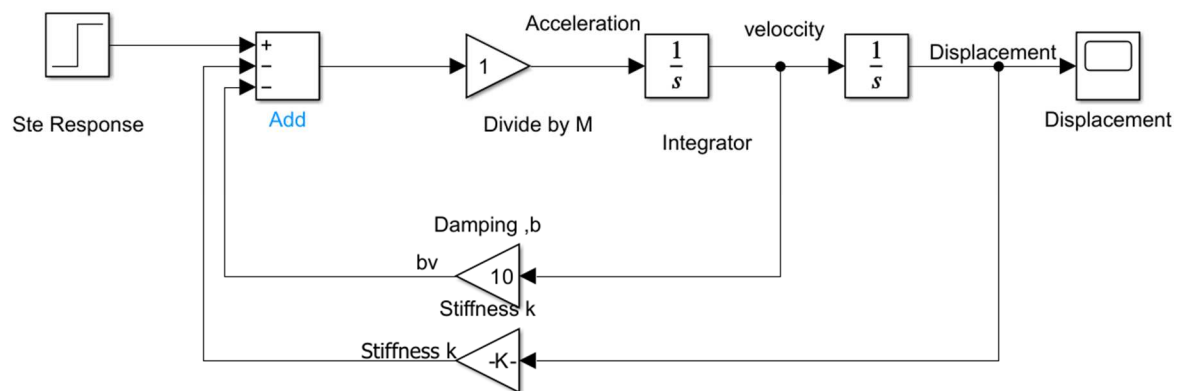 Acceleration
veloccity
+
−
−
1
1
s
1
s
Displacement
Ste Response
Add
Divide by M
Integrator
Displacement
Damping ,b
bv
10
Stiffness k
Stiffness k
-K-